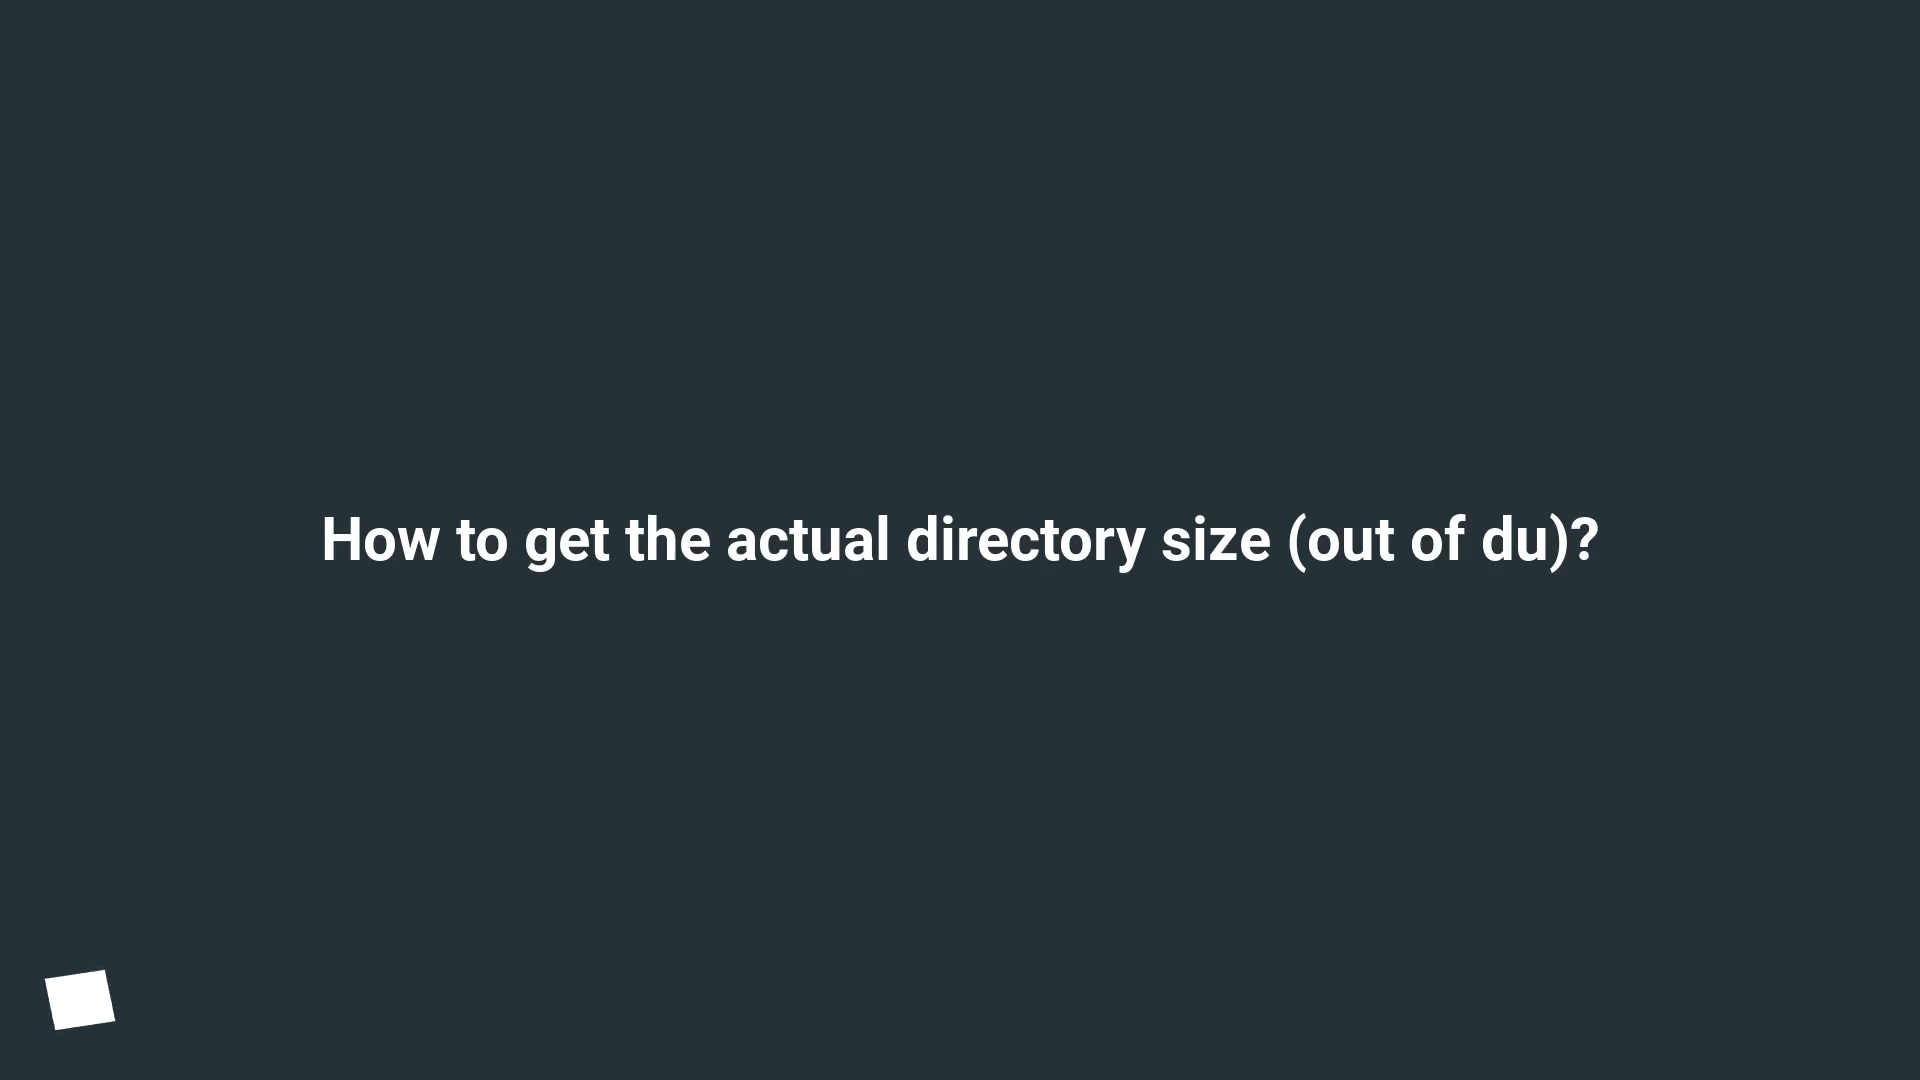 How to get the actual directory size (out of du)?